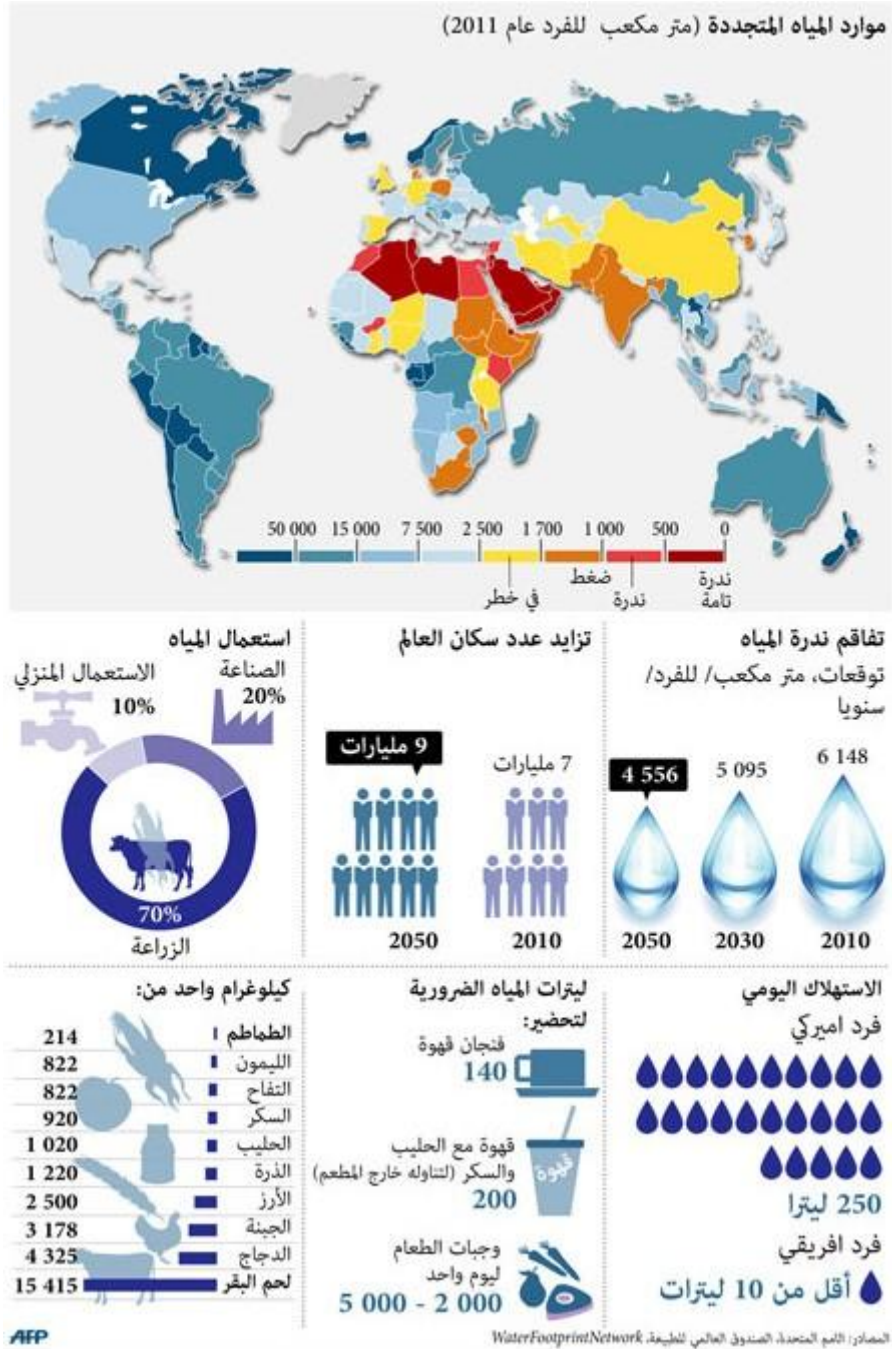 موارد المياه المتجددة (متر مكعب للفرد عام 2011)
50 000 15 000 7 500 2 500 1 700 1 000 500 0
ندرة تامة
ندرة
ضغط
في خطر
تفاقم ندرة المياه
توقعات، متر مكعب/ للفرد/
سنويا
6 148
5 095
4 556
2010
2030
2050
تزايد عدد سكان العالم
7 مليارات
9 مليارات
2010
2050
استعمال المياه
الصناعة
20%
الاستعمال المنزلي
10%
70%
الزراعة
الاستهلاك اليومي
فرد اميركي
250 ليترا
فرد افريقي
أقل من 10 ليترات
ليترات المياه الضرورية
لتحضير:
فنجان قهوة
140
قهوة
قهوة مع الحليب
والسكر (لتناوله خارج المطعم)
200
وجبات الطعام
ليوم واحد
5 000 - 2 000
كيلوغرام واحد من:
الطماطم 214
الليمون 822
التفاح 822
السكر 920
الحليب 1 020
الذرة 1 220
الأرز 2 500
الجبنة 3 178
الدجاج 4 325
لحم البقر 15 415
المصادر: الامم المتحدة، الصندوق العالمي للطبيعة، WaterFootprintNetwork
AFP